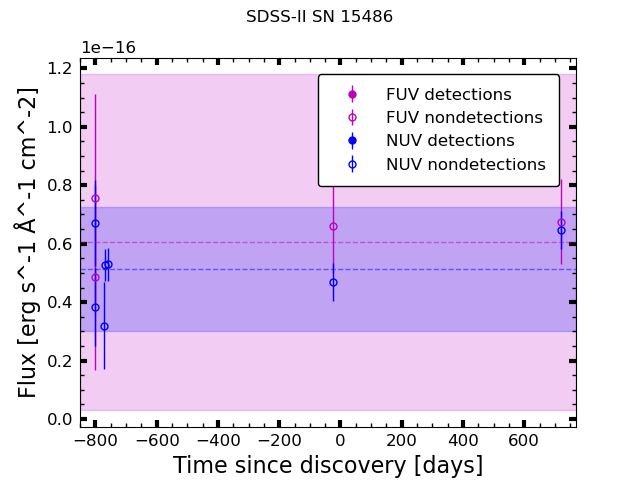 SDSS-II SN 15486
1e−16
1.2
1.0
0.8
0.6
0.4
0.2
0.0
Flux [erg s^-1 Å^-1 cm^-2]
FUV detections
FUV nondetections
NUV detections
NUV nondetections
−800 −600 −400 −200 0 200 400 600
Time since discovery [days]